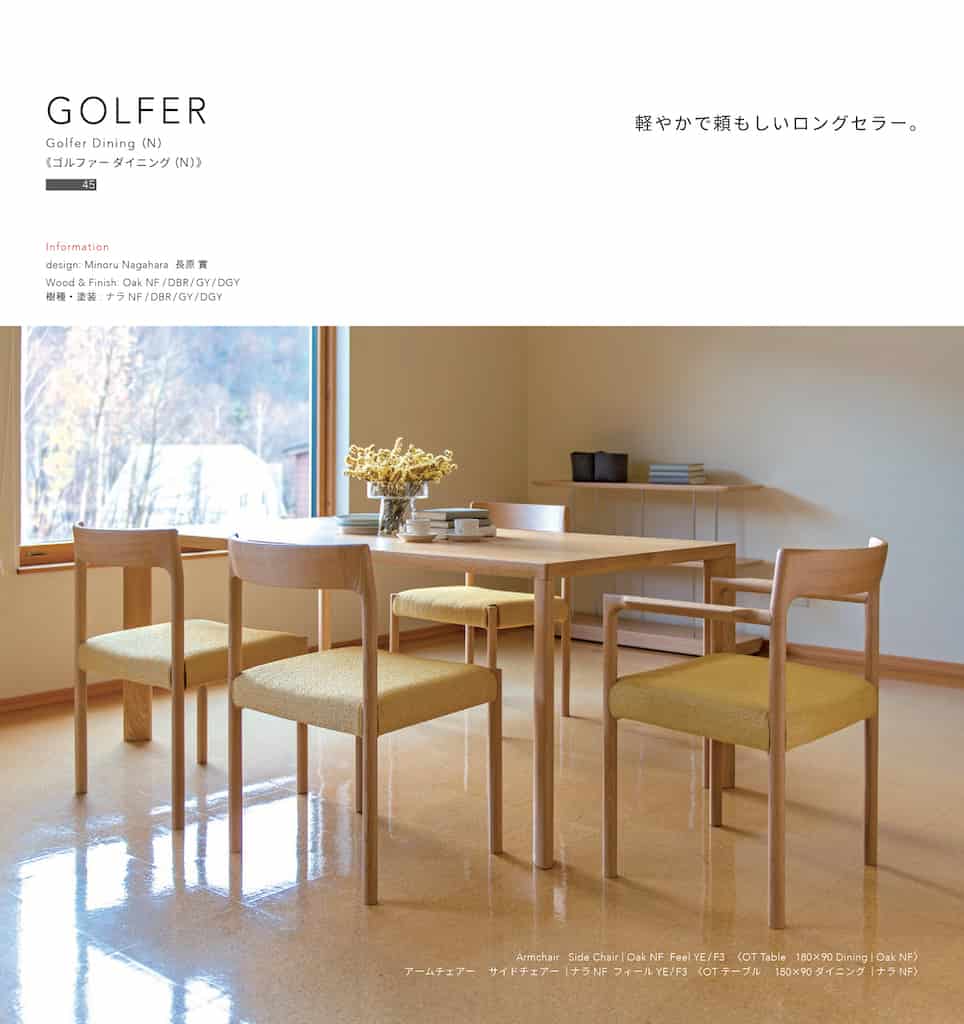 GOLFER
Golfer Dining (N)
《ゴルファー ダイニング (N)》
45
軽やかで頼もしいロングセラー。
Information
design: Minoru Nagahara 長原 實
Wood & Finish: Oak NF/DBR/GY/DGY
樹種・塗装 : ナラ NF/DBR/GY/DGY
Armchair Side Chair | Oak NF Feel YE/F3 〈OT Table 180×90 Dining | Oak NF〉
アームチェアー サイドチェアー | ナラ NF フィール YE/F3 〈OT テーブル 180×90 ダイニング | ナラ NF〉